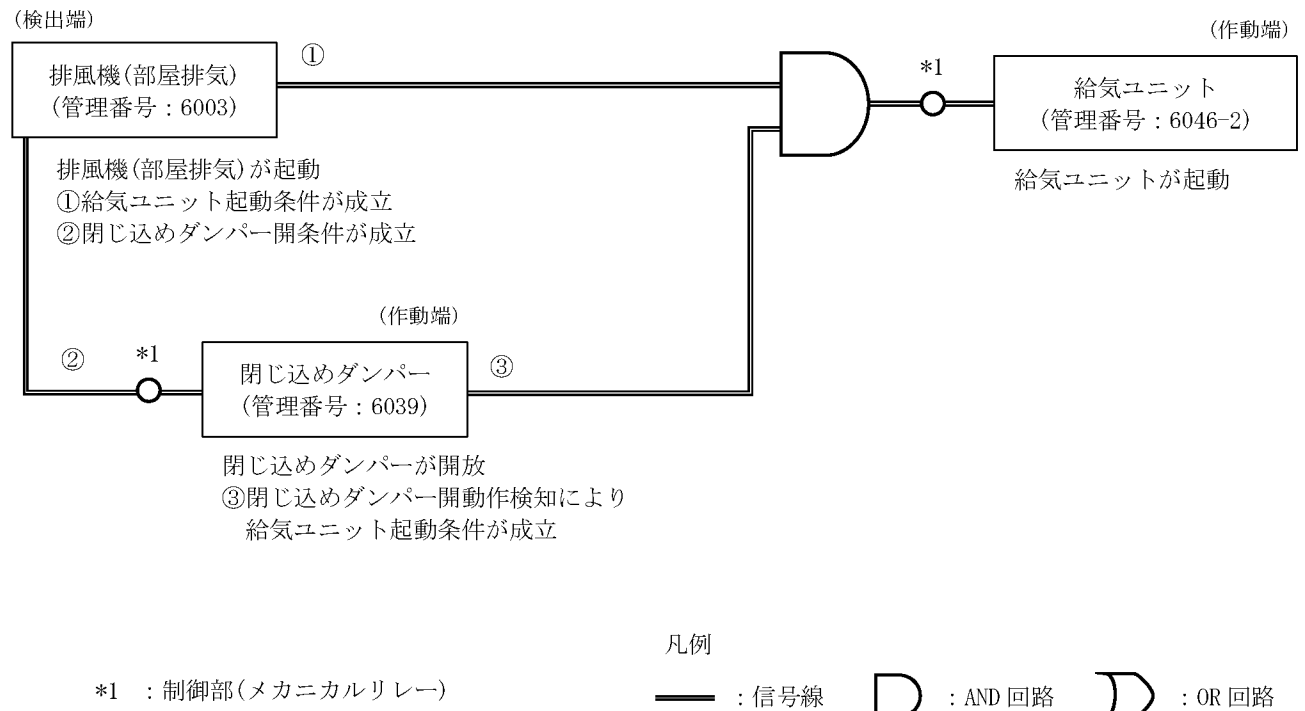 (検出端)
排風機(部屋排気)
(管理番号：6003)
①
排風機(部屋排気)が起動
①給気ユニット起動条件が成立
②閉じ込めダンパー開条件が成立
(作動端)
*1
給気ユニット
(管理番号：6046-2)
給気ユニットが起動
②
*1
(作動端)
閉じ込めダンパー
(管理番号：6039)
③
閉じ込めダンパーが開放
③閉じ込めダンパー開動作検知により
給気ユニット起動条件が成立
凡例
*1 ：制御部(メカニカルリレー)
：信号線
：AND 回路
：OR 回路